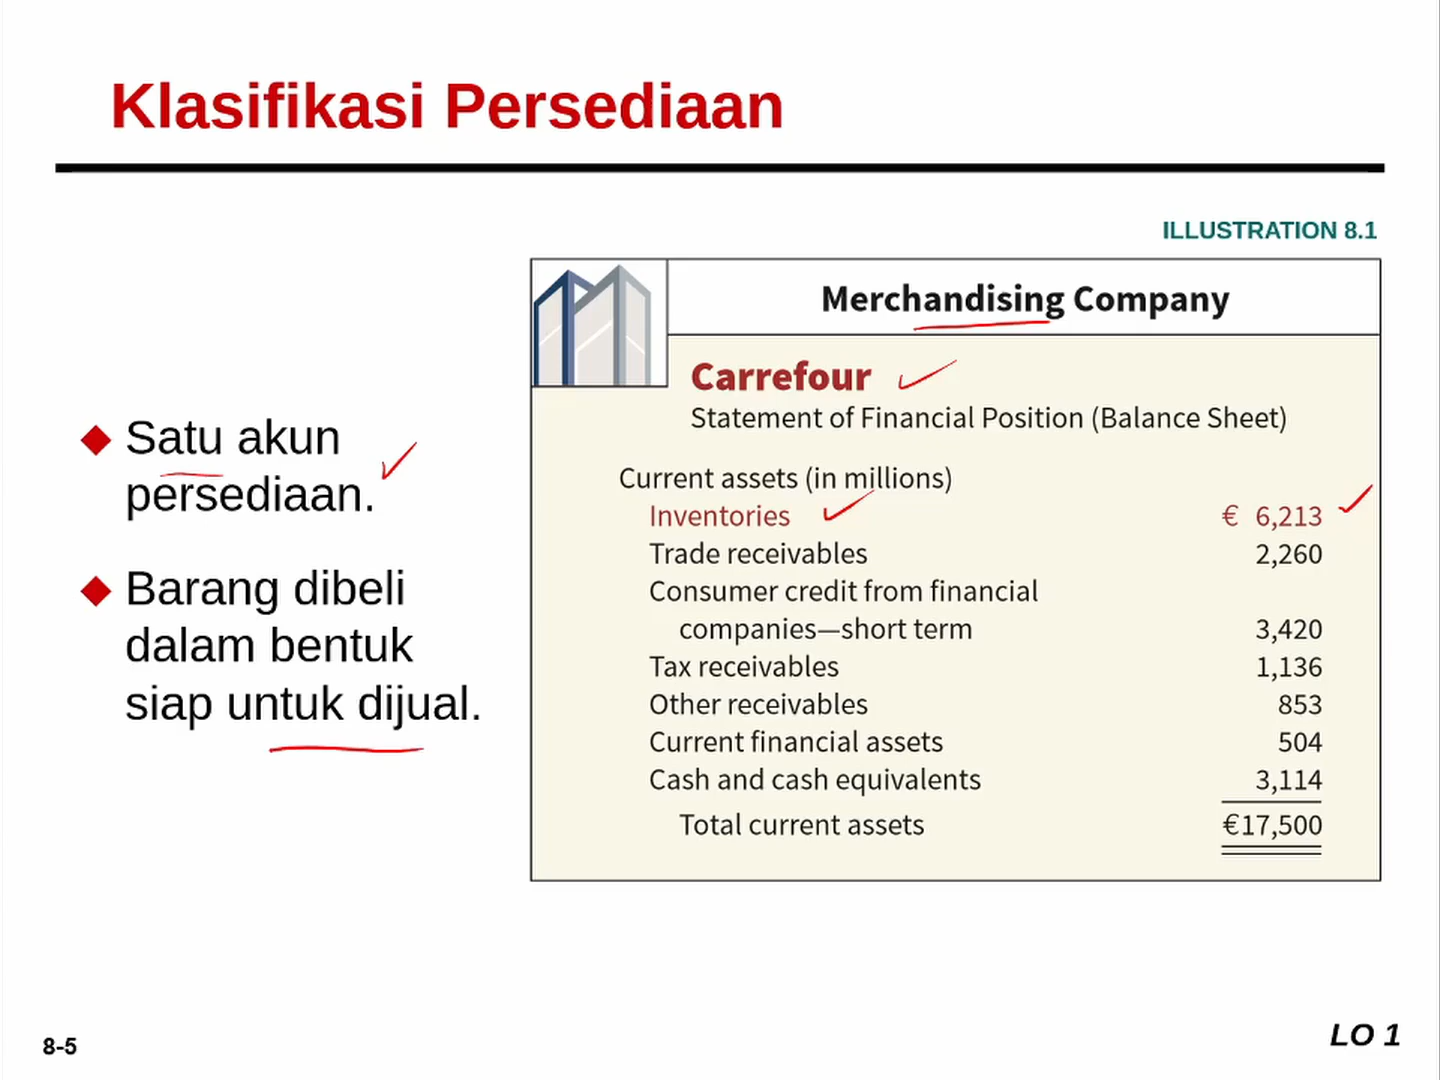 Klasifikasi Persediaan
ILLUSTRATION 8.1
Merchandising Company
Carrefour
Statement of Financial Position (Balance Sheet)
Satu akun
persediaan.
Barang dibeli
dalam bentuk
siap untuk dijual.
Current assets (in millions)
Inventories € 6,213
Trade receivables 2,260
Consumer credit from financial
companies—short term 3,420
Tax receivables 1,136
Other receivables 853
Current financial assets 504
Cash and cash equivalents 3,114
Total current assets €17,500
8-5
LO 1